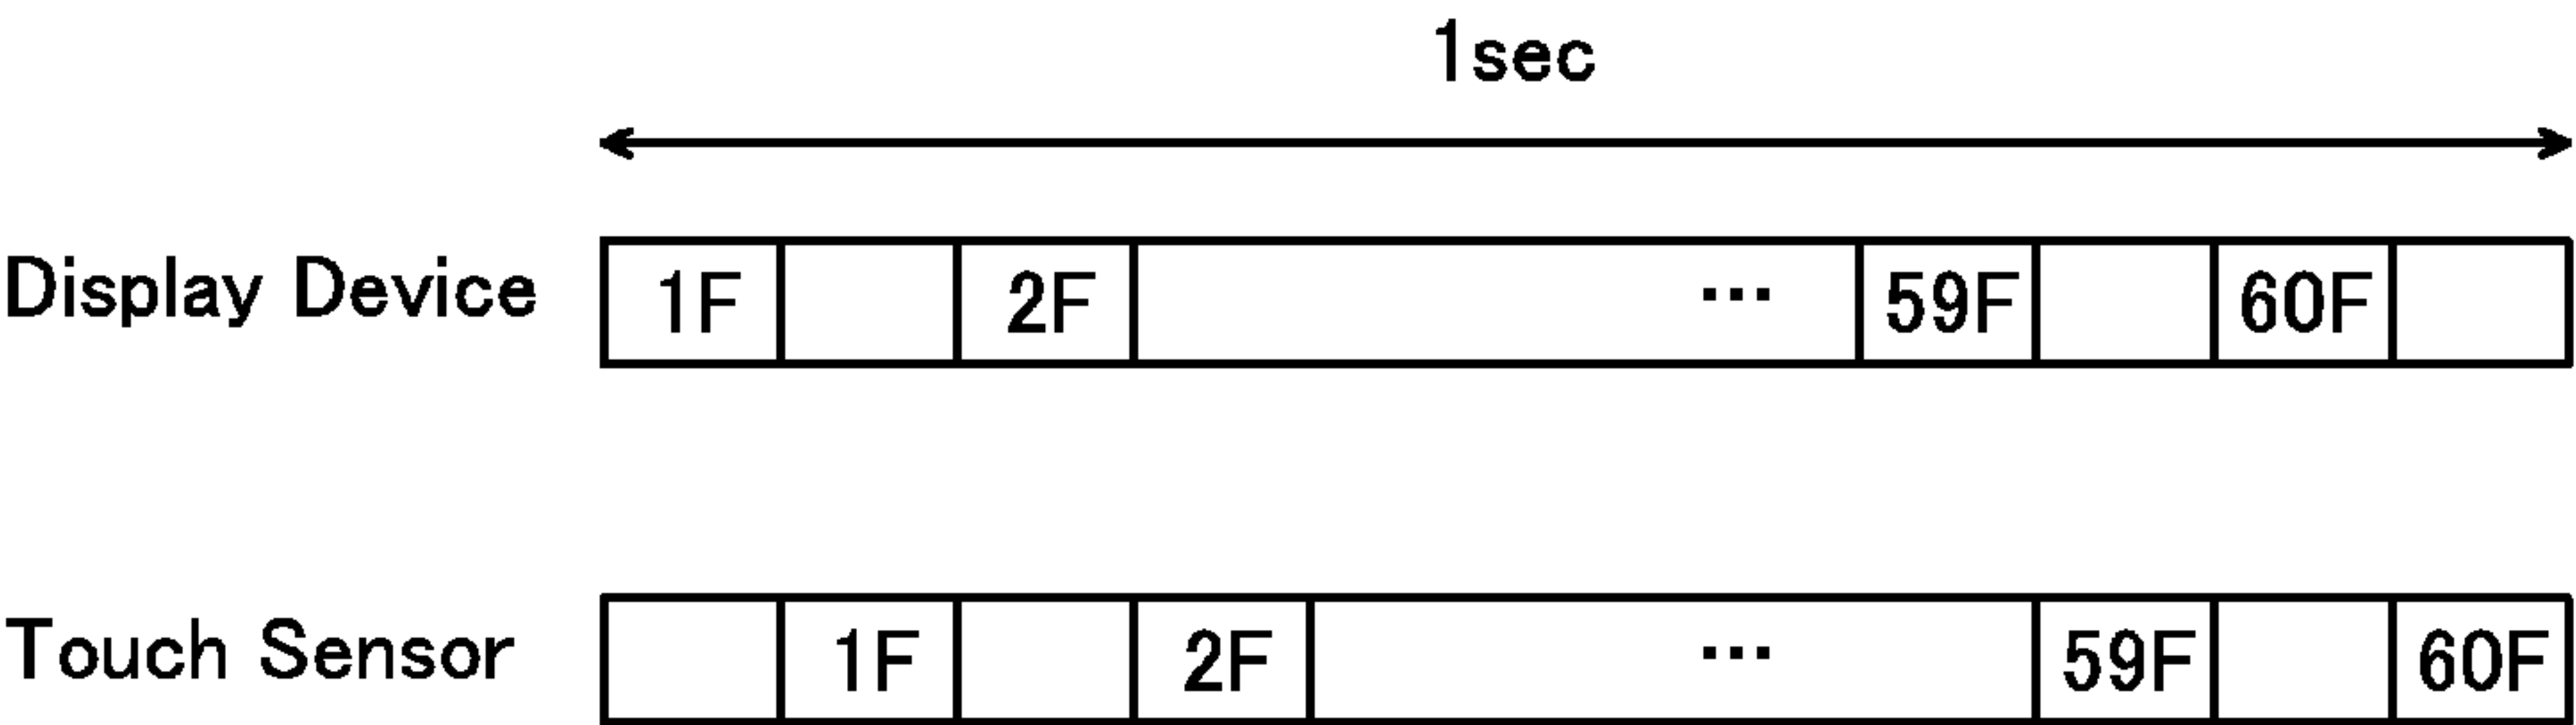 1sec
Display Device 1F 2F ... 59F 60F
Touch Sensor 1F 2F ... 59F 60F